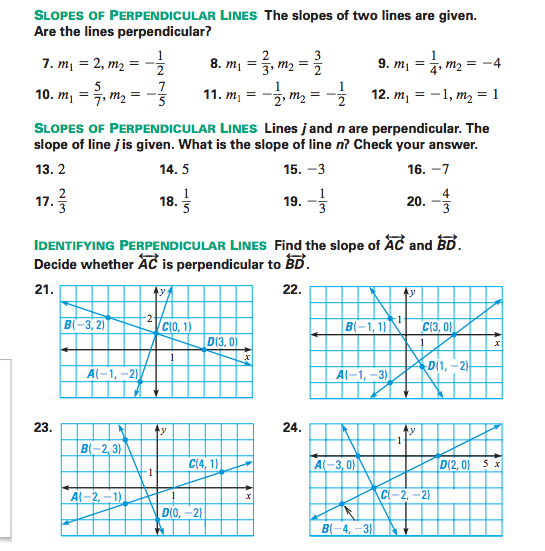 SLOPES OF PERPENDICULAR LINES The slopes of two lines are given.
Are the lines perpendicular?
7. m₁ = 2, m₂ = −1/2
8. m₁ = 2/3, m₂ = 3/2
9. m₁ = 1/4, m₂ = −4
10. m₁ = 5/7, m₂ = −7/5
11. m₁ = −1/2, m₂ = −1/2
12. m₁ = −1, m₂ = 1
SLOPES OF PERPENDICULAR LINES Lines j and n are perpendicular. The
slope of line j is given. What is the slope of line n? Check your answer.
13. 2
14. 5
15. −3
16. −7
17. 2/3
18. 1/5
19. −1/3
20. −4/3
IDENTIFYING PERPENDICULAR LINES Find the slope of AC and BD.
Decide whether AC is perpendicular to BD.
21.
y
2
B(−3, 2)
C(0, 1)
D(3, 0)
1
x
A(−1, −2)
22.
y
1
B(−1, 1)
C(3, 0)
1
x
D(1, −2)
A(−1, −3)
23.
y
B(−2, 3)
C(4, 1)
1
A(−2, −1)
1
x
D(0, −2)
24.
y
1
A(−3, 0)
D(2, 0)
5 x
C(−2, −2)
B(−4, −3)